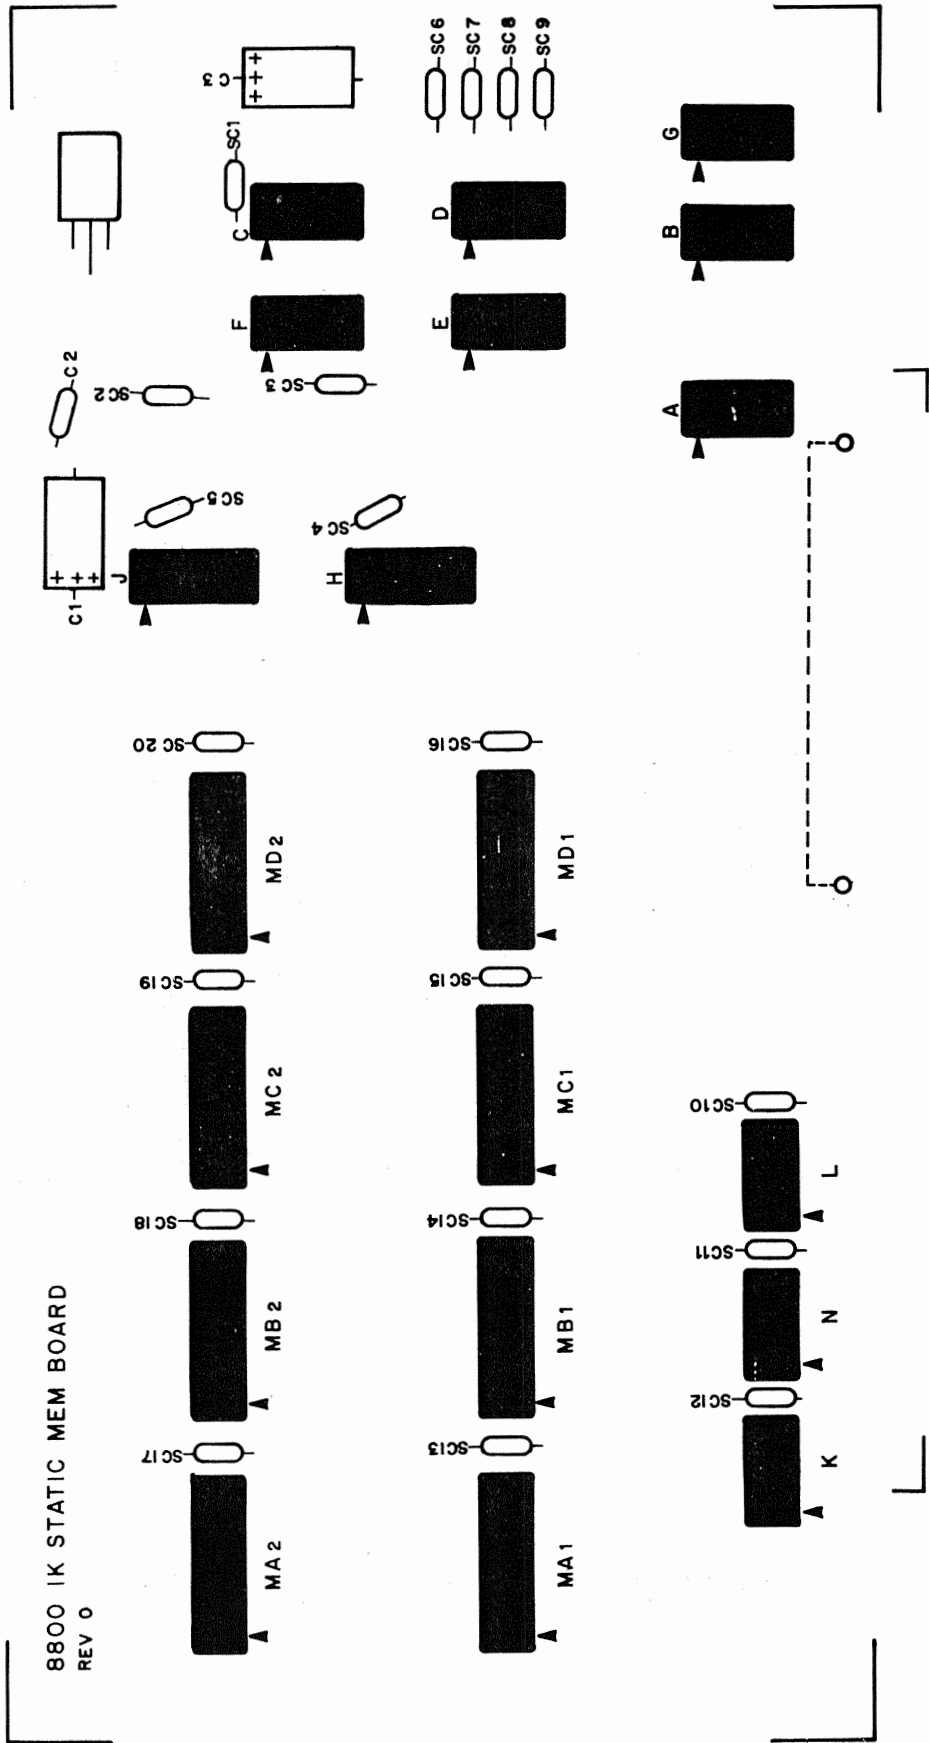 8800 1K STATIC MEM BOARD
REV 0
C1
+++
J
C2
SC2
SC5
SC1
C3
+++
C
F
SC3
H
SC4
D
E
SC6
SC7
SC8
SC9
G
B
A
MA2
SC17
MB2
SC18
MC2
SC19
MD2
SC20
MA1
SC13
MB1
SC14
MC1
SC15
MD1
SC16
K
SC12
N
SC11
L
SC10